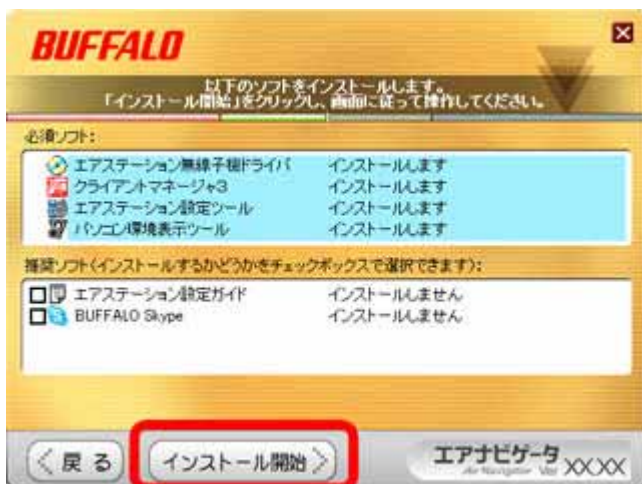 BUFFALO
以下のソフトをインストールします。
「インストール開始」をクリックし、画面に従って操作してください。
必須ソフト:
エアステーション無線子機ドライバ インストールします
クライアントマネージャ3 インストールします
エアステーション設定ツール インストールします
パソコン環境表示ツール インストールします
推奨ソフト(インストールするかどうかをチェックボックスで選択できます):
エアステーション設定ガイド インストールしません
BUFFALO Skype インストールしません
戻る インストール開始 エアナビゲータ
Air Navigator Ver XX.XX